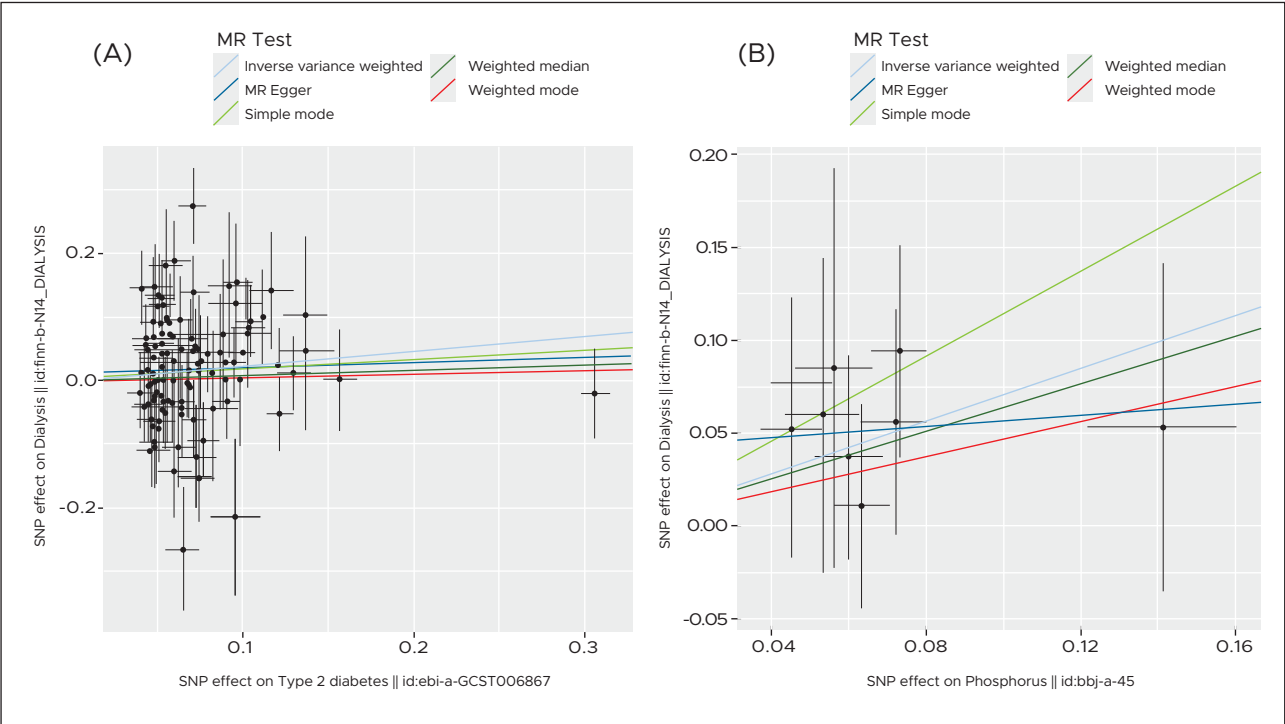 (A)
MR Test
Inverse variance weighted
Weighted median
MR Egger
Weighted mode
Simple mode
SNP effect on Dialysis || id:finn-b-N14_DIALYSIS
0.2
0.0
-0.2
0.1
0.2
0.3
SNP effect on Type 2 diabetes || id:ebi-a-GCST006867
(B)
MR Test
Inverse variance weighted
Weighted median
MR Egger
Weighted mode
Simple mode
SNP effect on Dialysis || id:finn-b-N14_DIALYSIS
0.20
0.15
0.10
0.05
0.00
-0.05
0.04
0.08
0.12
0.16
SNP effect on Phosphorus || id:bbj-a-45